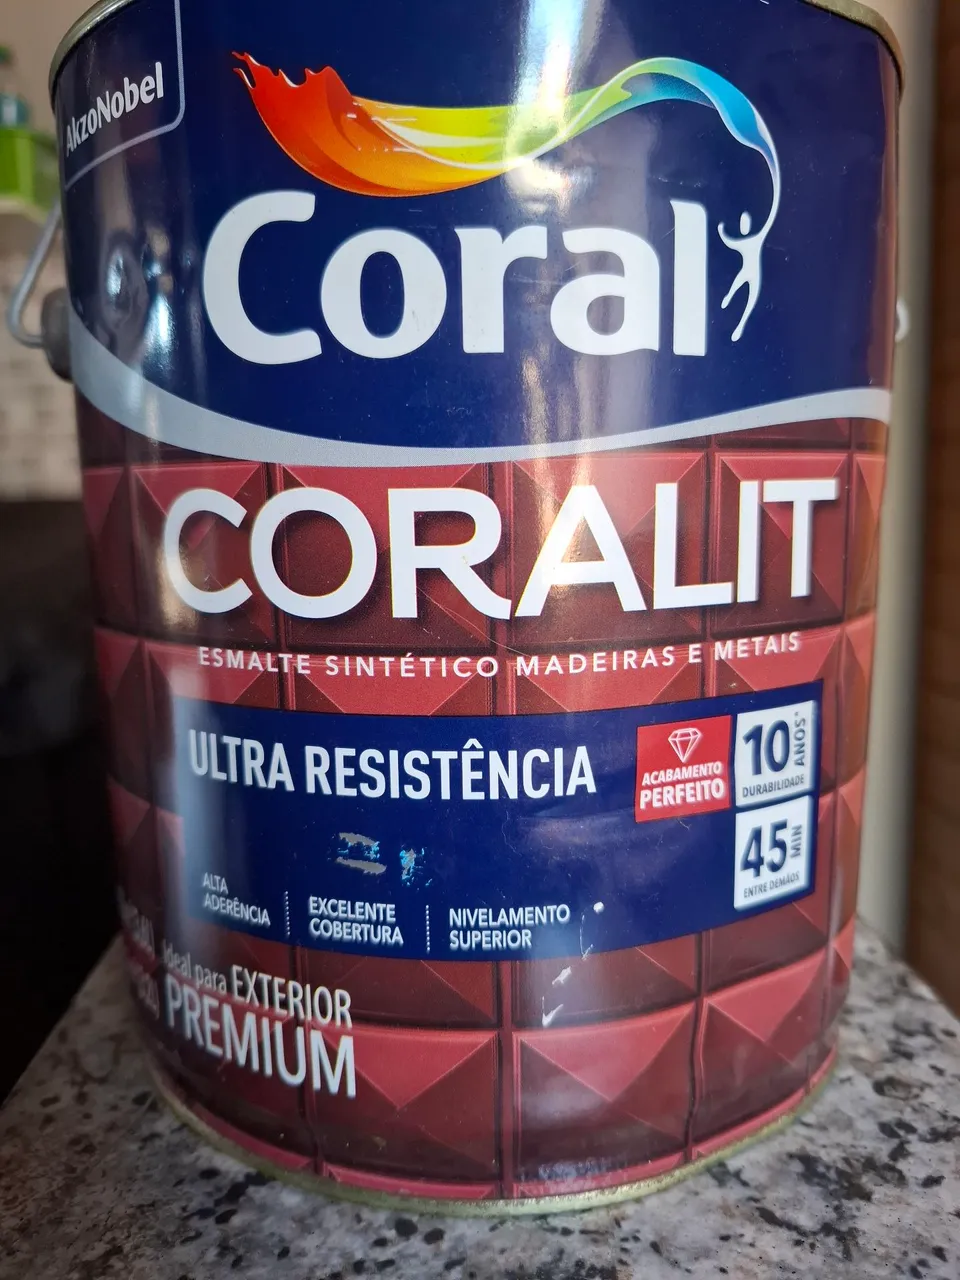 AkzoNobel
Coral
CORALIT
ESMALTE SINTÉTICO MADEIRAS E METAIS
ULTRA RESISTÊNCIA
ACABAMENTO
PERFEITO
10 ANOS*
DURABILIDADE
45 MIN
ENTRE DEMÃOS
ALTA
ADERÊNCIA
EXCELENTE
COBERTURA
NIVELAMENTO
SUPERIOR
ideal para EXTERIOR
PREMIUM